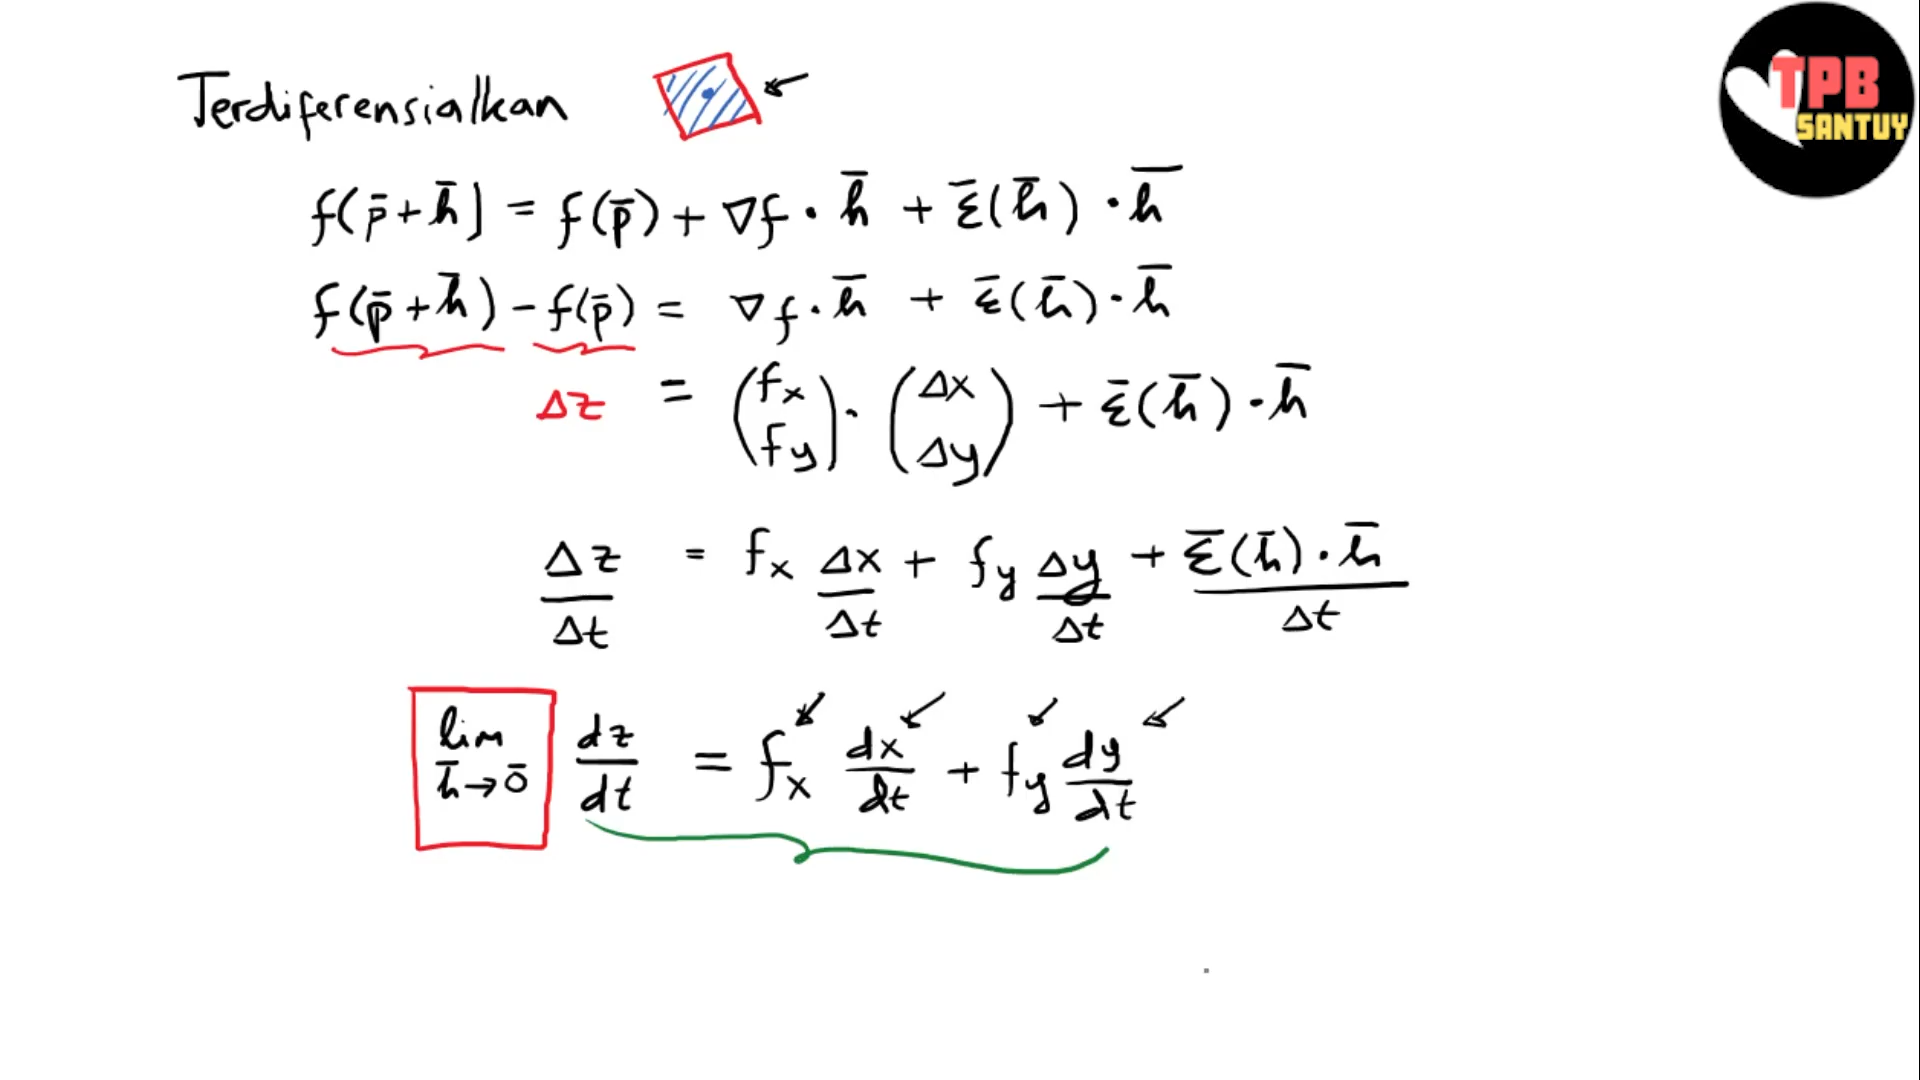 TPB
SANTUY
Terdiferensialkan
f(p̄ + h̄) = f(p̄) + ∇f · h̄ + ε̄(h̄) · h̄
f(p̄ + h̄) − f(p̄) = ∇f · h̄ + ε̄(h̄) · h̄
Δz = (fx fy) · (Δx Δy) + ε̄(h̄) · h̄
Δz/Δt = fx Δx/Δt + fy Δy/Δt + ε̄(h̄) · h̄/Δt
lim h̄→0̄ dz/dt = fx dx/dt + fy dy/dt